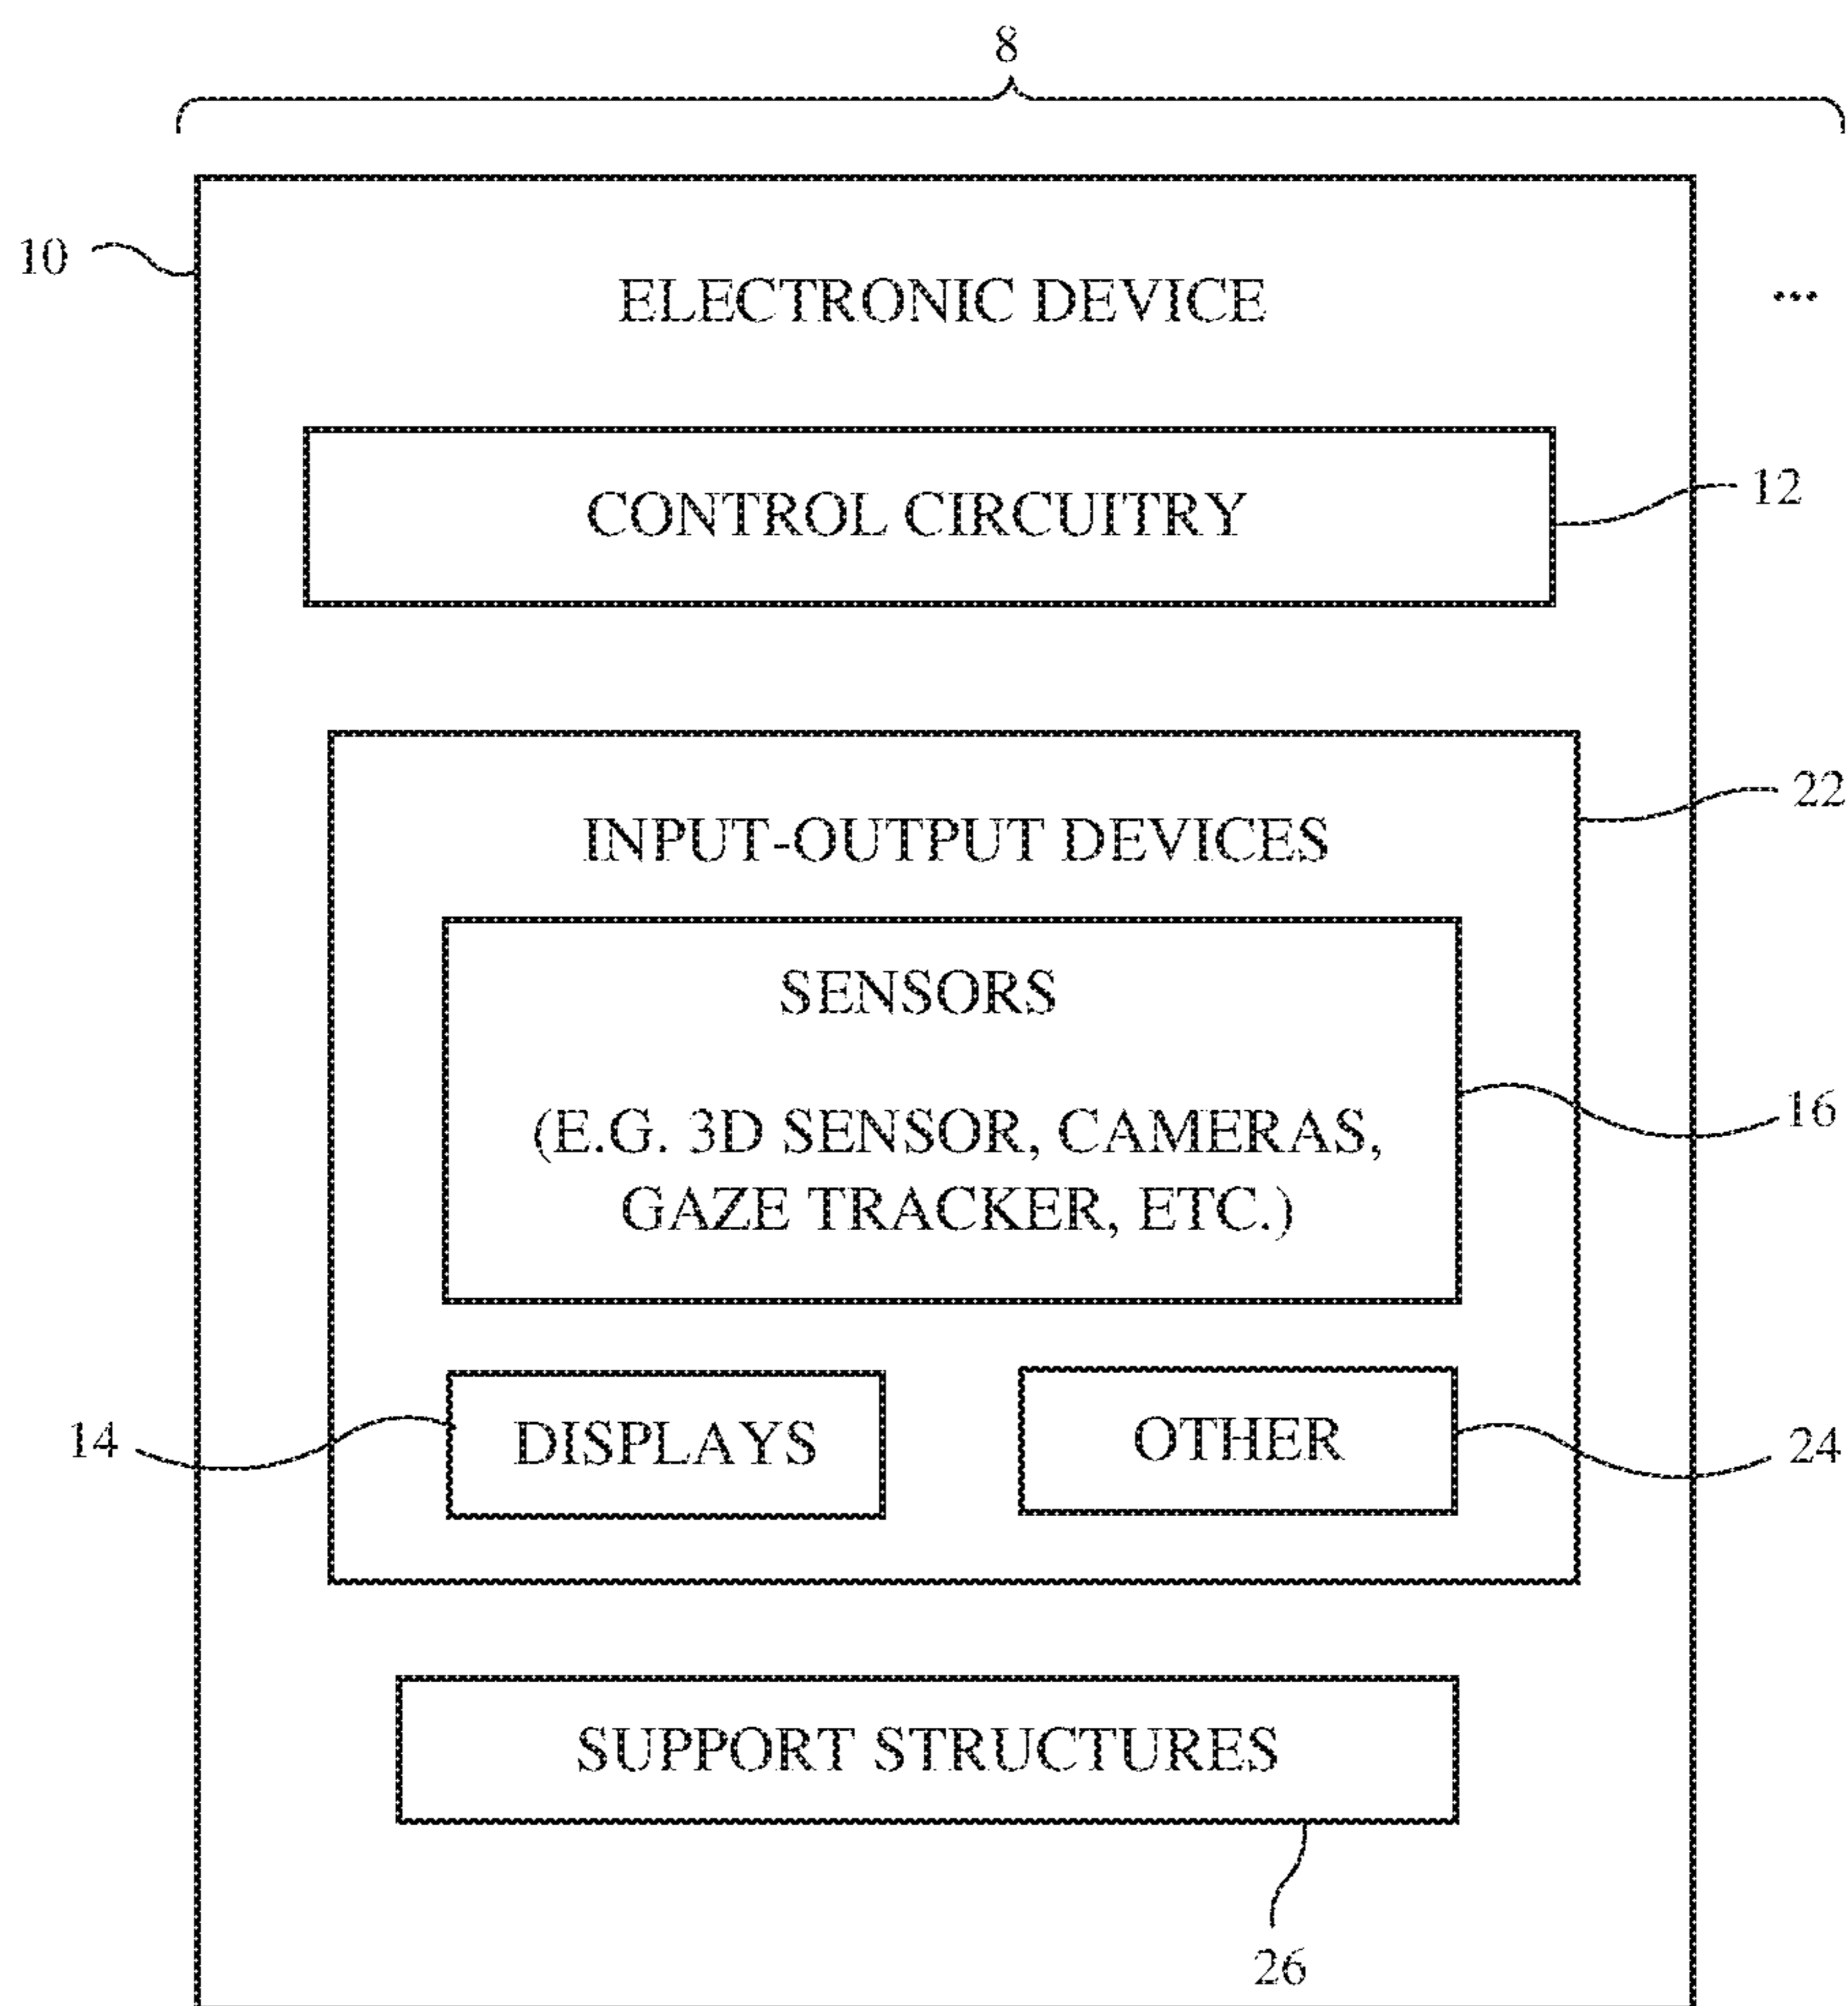 8
10
ELECTRONIC DEVICE
...
CONTROL CIRCUITRY
12
INPUT-OUTPUT DEVICES
22
SENSORS
(E.G. 3D SENSOR, CAMERAS,
GAZE TRACKER, ETC.)
16
14
DISPLAYS
OTHER
24
SUPPORT STRUCTURES
26